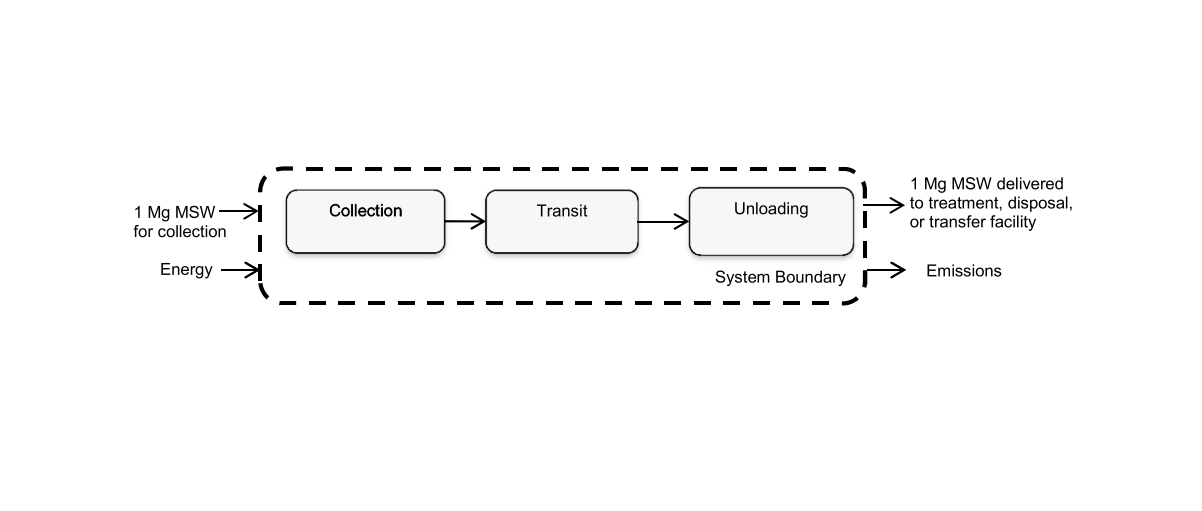 1 Mg MSW
for collection
Energy
Collection
Transit
Unloading
System Boundary
1 Mg MSW delivered
to treatment, disposal,
or transfer facility
Emissions